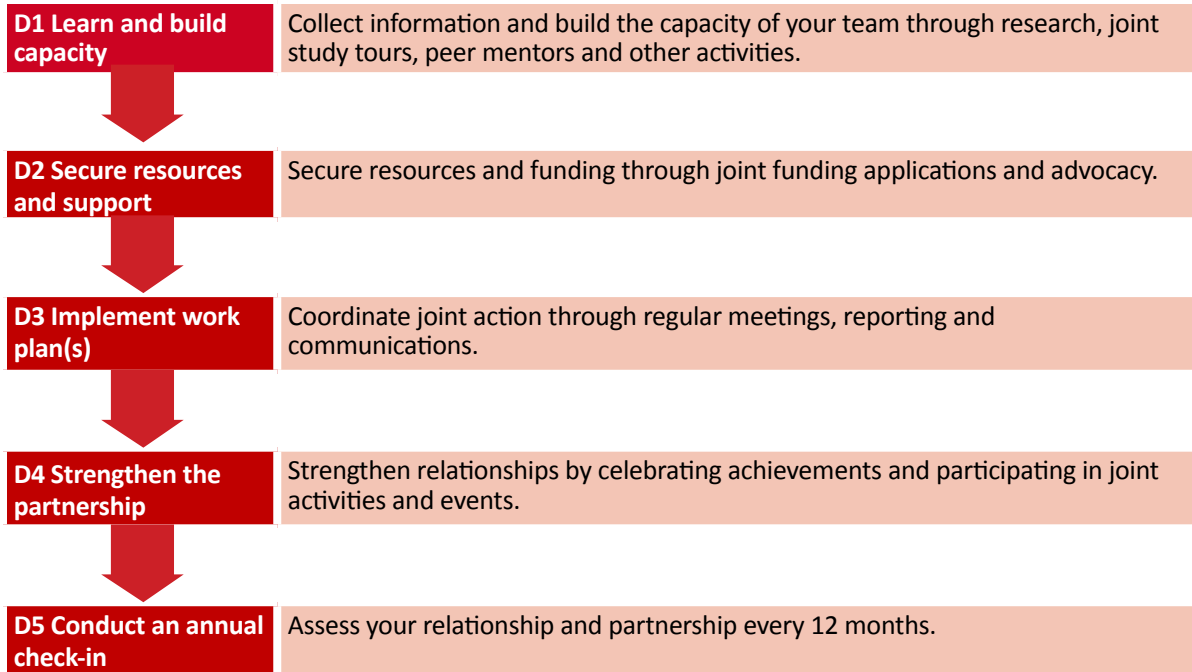 D1 Learn and build
capacity
Collect information and build the capacity of your team through research, joint
study tours, peer mentors and other activities.
D2 Secure resources
and support
Secure resources and funding through joint funding applications and advocacy.
D3 Implement work
plan(s)
Coordinate joint action through regular meetings, reporting and
communications.
D4 Strengthen the
partnership
Strengthen relationships by celebrating achievements and participating in joint
activities and events.
D5 Conduct an annual
check-in
Assess your relationship and partnership every 12 months.